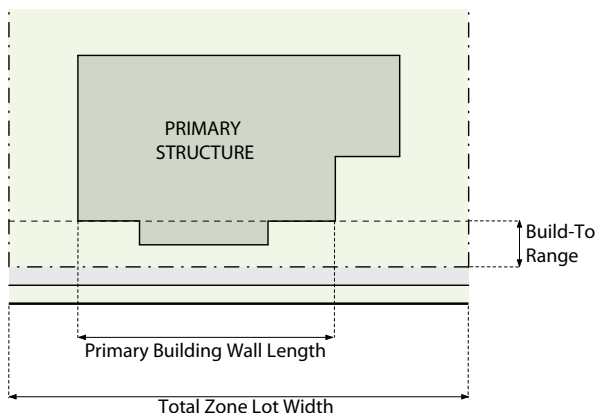 PRIMARY
STRUCTURE
Build-To
Range
Primary Building Wall Length
Total Zone Lot Width